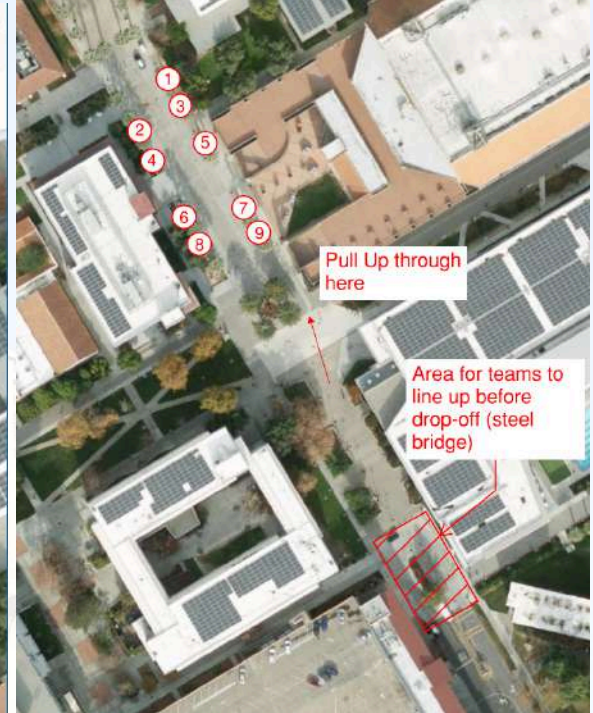 1
3
2
5
4
7
6
9
8
Pull Up through
here
Area for teams to
line up before
drop-off (steel
bridge)